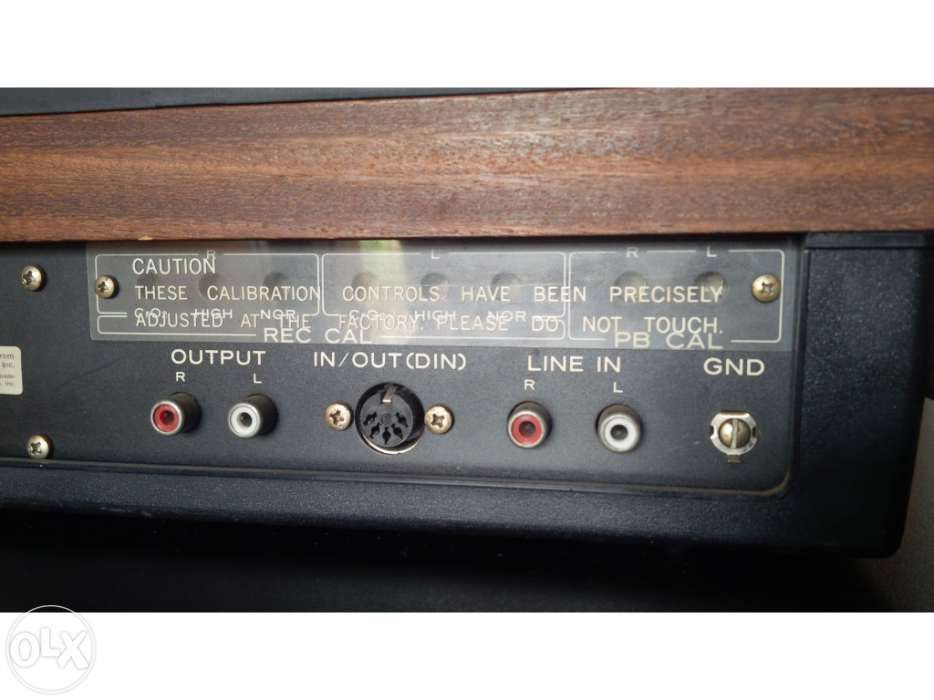 R L R L
CAUTION
THESE CALIBRATION CONTROLS HAVE BEEN PRECISELY
CrO₂ HIGH NOR CrO₂ HIGH NOR
ADJUSTED AT THE FACTORY. PLEASE DO NOT TOUCH.
REC CAL PB CAL
OUTPUT IN/OUT(DIN) LINE IN GND
R L R L
Inc.
OLX